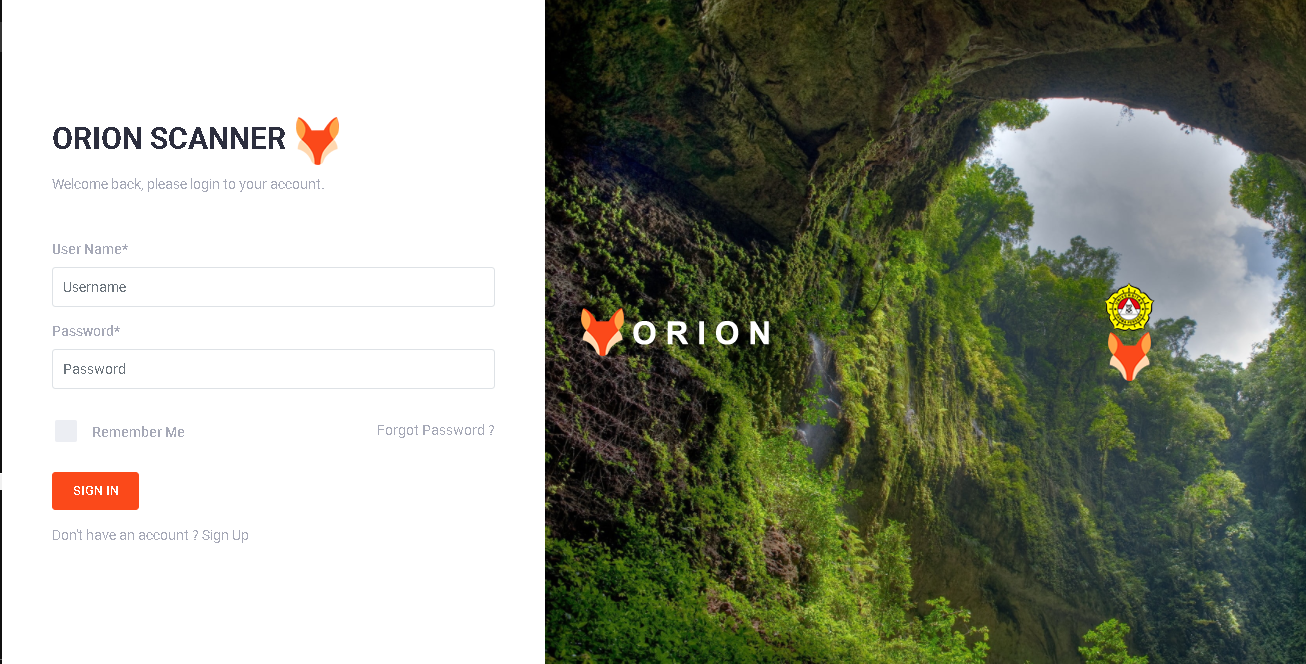 ORION SCANNER
Welcome back, please login to your account.
User Name*
Username
Password*
Password
Remember Me
Forgot Password ?
SIGN IN
Don't have an account ? Sign Up
ORION